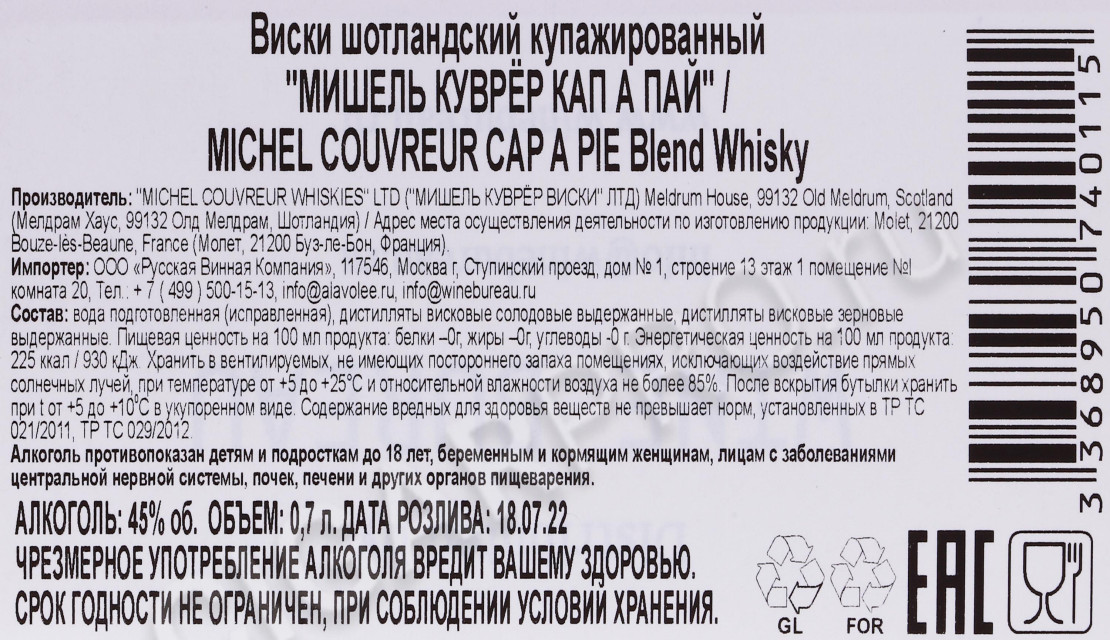 Виски шотландский купажированный
"МИШЕЛЬ КУВРЁР КАП А ПАЙ" /
MICHEL COUVREUR CAP A PIE Blend Whisky
Производитель: "MICHEL COUVREUR WHISKIES" LTD ("МИШЕЛЬ КУВРЁР ВИСКИ" ЛТД) Meldrum House, 99132 Old Meldrum, Scotland
(Мелдрам Хаус, 99132 Олд Мелдрам, Шотландия) / Адрес места осуществления деятельности по изготовлению продукции: Molet, 21200
Bouze-lès-Beaune, France (Молет, 21200 Буз-ле-Бон, Франция).
Импортер: ООО «Русская Винная Компания», 117546, Москва г, Ступинский проезд, дом № 1, строение 13 этаж 1 помещение №I
комната 20, Тел.: + 7 ( 499 ) 500-15-13, info@aiavolee.ru, info@winebureau.ru
Состав: вода подготовленная (исправленная), дистилляты висковые солодовые выдержанные, дистилляты висковые зерновые
выдержанные. Пищевая ценность на 100 мл продукта: белки –0г, жиры –0г, углеводы -0 г. Энергетическая ценность на 100 мл продукта:
225 ккал / 930 кДж. Хранить в вентилируемых, не имеющих постороннего запаха помещениях, исключающих воздействие прямых
солнечных лучей, при температуре от +5 до +25°С и относительной влажности воздуха не более 85%. После вскрытия бутылки хранить
при t от +5 до +10⁰С в укупоренном виде. Содержание вредных для здоровья веществ не превышает норм, установленных в ТР ТС
021/2011, ТР ТС 029/2012.
Алкоголь противопоказан детям и подросткам до 18 лет, беременным и кормящим женщинам, лицам с заболеваниями
центральной нервной системы, почек, печени и других органов пищеварения.
АЛКОГОЛЬ: 45% об. ОБЪЕМ: 0,7 л.ДАТА РОЗЛИВА: 18.07.22
ЧРЕЗМЕРНОЕ УПОТРЕБЛЕНИЕ АЛКОГОЛЯ ВРЕДИТ ВАШЕМУ ЗДОРОВЬЮ.
СРОК ГОДНОСТИ НЕ ОГРАНИЧЕН, ПРИ СОБЛЮДЕНИИ УСЛОВИЙ ХРАНЕНИЯ.
GL FOR
EAC
3 368950 740115